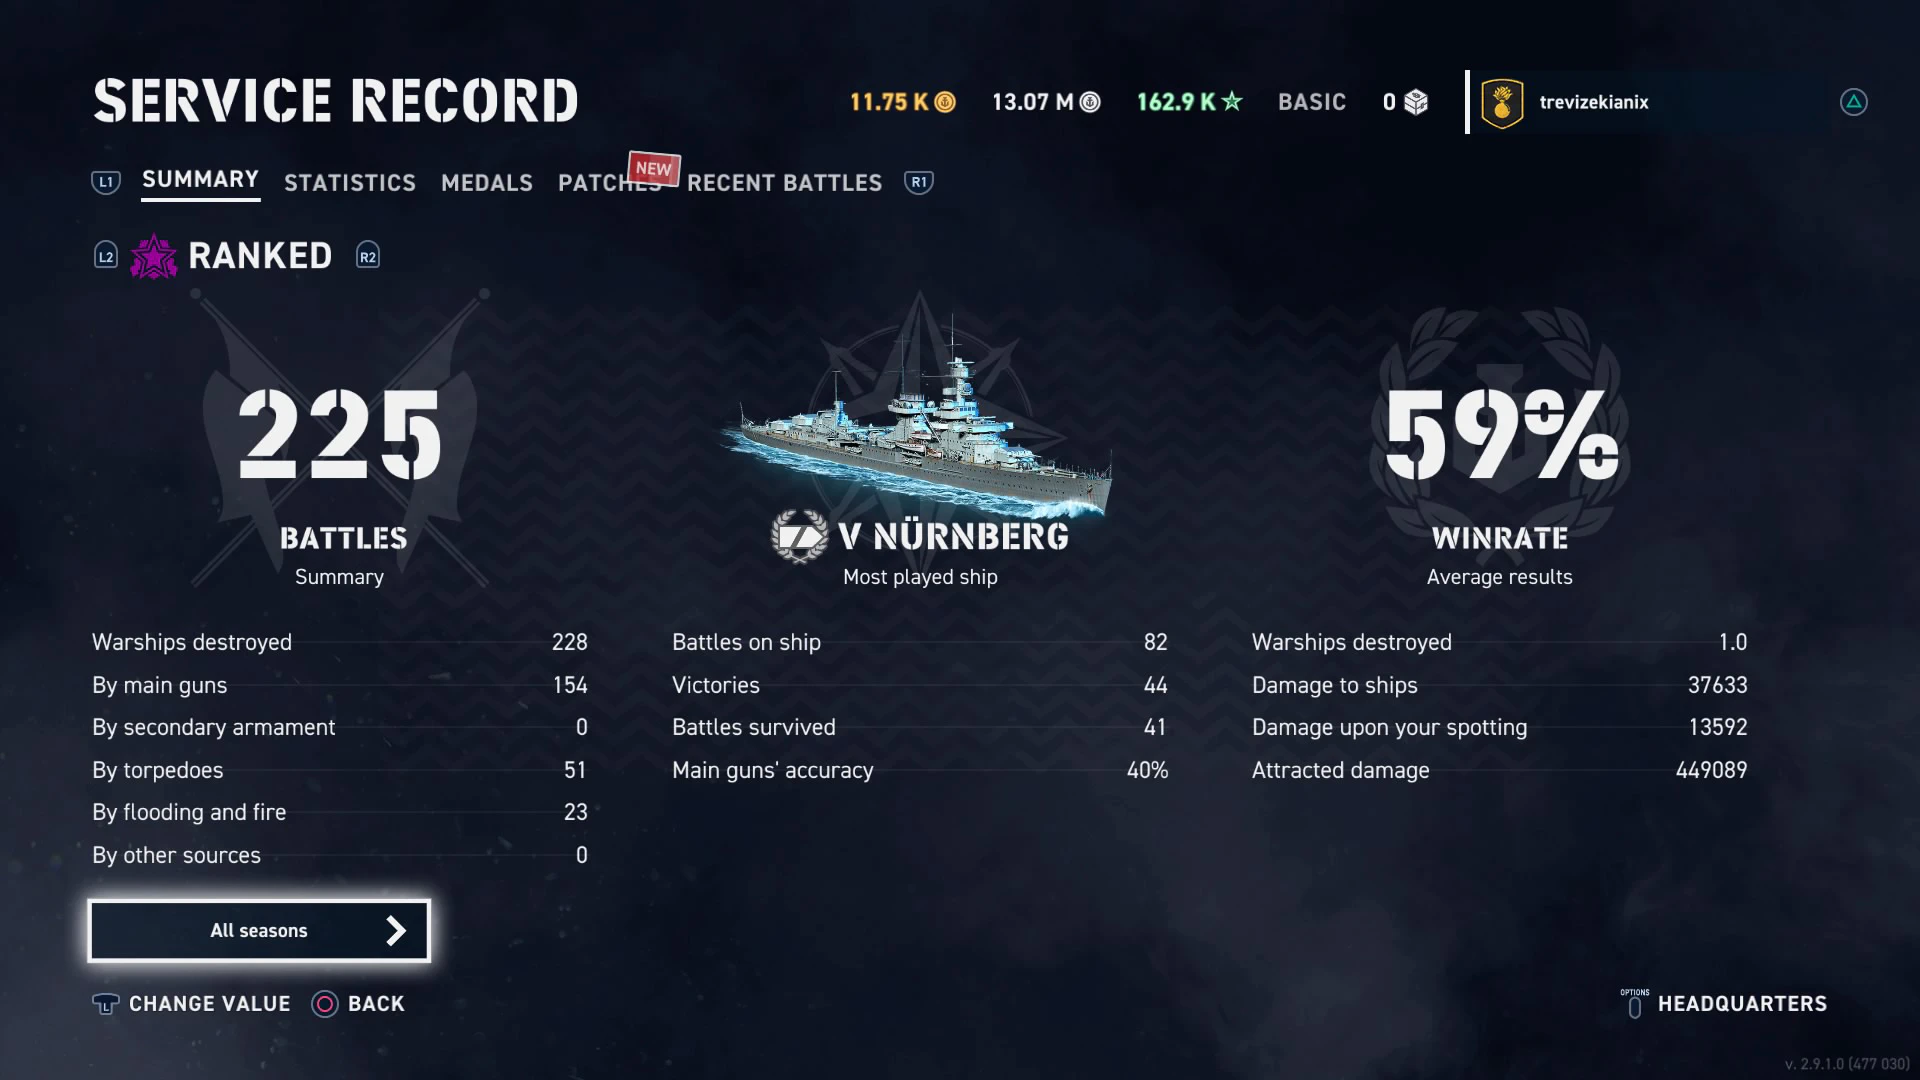 SERVICE RECORD
11.75 K 13.07 M 162.9 K BASIC 0 trevizekianix
L1 SUMMARY STATISTICS MEDALS PATCHES NEW RECENT BATTLES R1
L2 RANKED R2
225
BATTLES
Summary
Warships destroyed 228
By main guns 154
By secondary armament 0
By torpedoes 51
By flooding and fire 23
By other sources 0
V NÜRNBERG
Most played ship
Battles on ship 82
Victories 44
Battles survived 41
Main guns' accuracy 40%
59%
WINRATE
Average results
Warships destroyed 1.0
Damage to ships 37633
Damage upon your spotting 13592
Attracted damage 449089
All seasons
L CHANGE VALUE BACK
OPTIONS HEADQUARTERS
v. 2.9.1.0 (477 030)